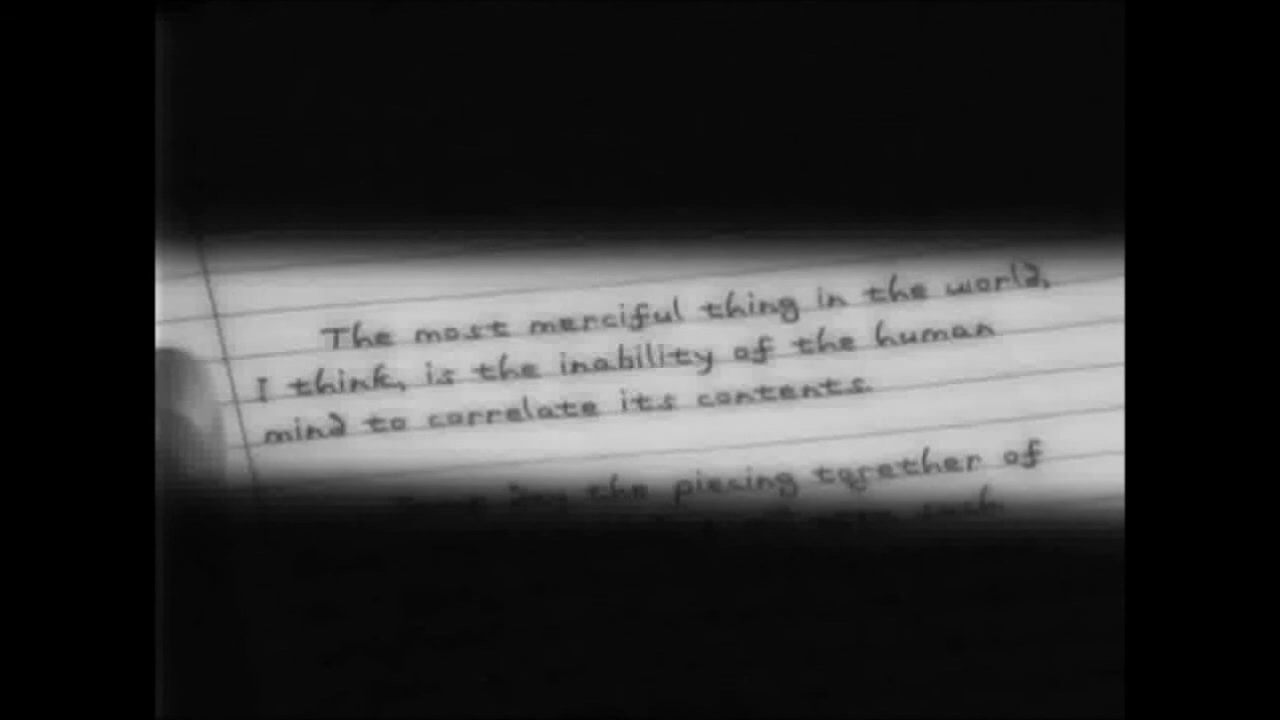 The most merciful thing in the world,
I think, is the inability of the human
mind to correlate its contents.
the piecing together of